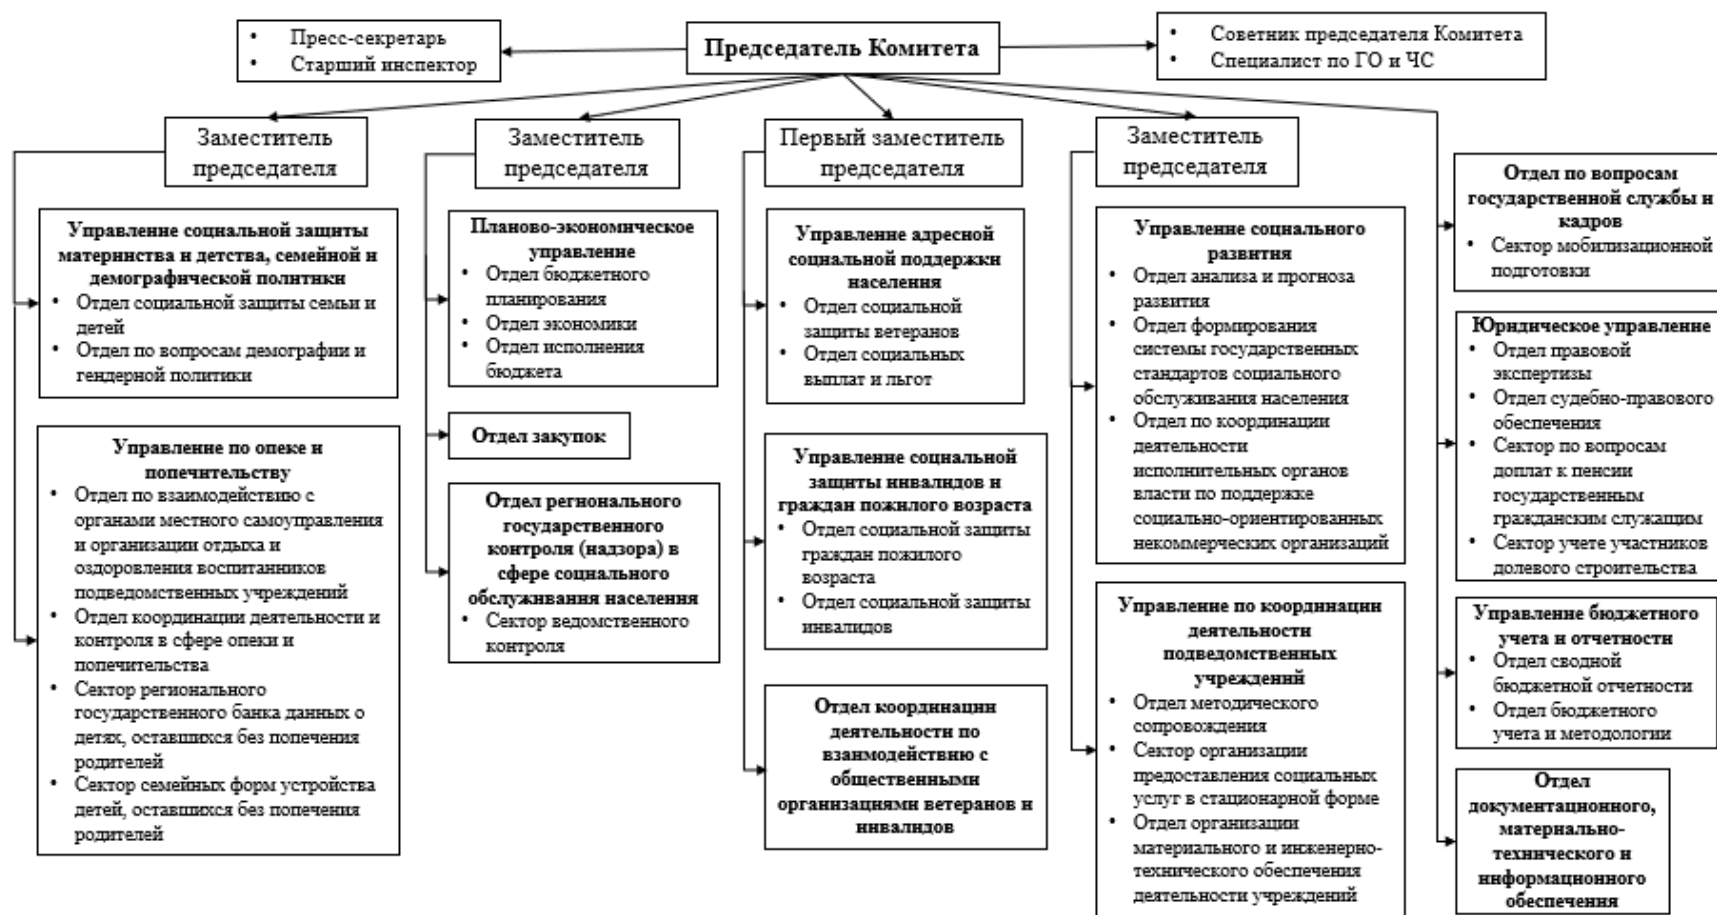 • Пресс-секретарь
• Старший инспектор
Председатель Комитета
• Советник председателя Комитета
• Специалист по ГО и ЧС
Заместитель
председателя
Управление социальной защиты
материнства и детства, семейной и
демографической политики
• Отдел социальной защиты семьи и
детей
• Отдел по вопросам демографии и
гендерной политики
Управление по опеке и
попечительству
• Отдел по взаимодействию с
органами местного самоуправления
и организации отдыха и
оздоровления воспитанников
подведомственных учреждений
• Отдел координации деятельности и
контроля в сфере опеки и
попечительства
• Сектор регионального
государственного банка данных о
детях, оставшихся без попечения
родителей
• Сектор семейных форм устройства
детей, оставшихся без попечения
родителей
Заместитель
председателя
Планово-экономическое
управление
• Отдел бюджетного
планирования
• Отдел экономики
• Отдел исполнения
бюджета
Отдел закупок
Отдел регионального
государственного
контроля (надзора) в
сфере социального
обслуживания населения
• Сектор ведомственного
контроля
Первый заместитель
председателя
Управление адресной
социальной поддержки
населения
• Отдел социальной
защиты ветеранов
• Отдел социальных
выплат и льгот
Управление социальной
защиты инвалидов и
граждан пожилого возраста
• Отдел социальной защиты
граждан пожилого
возраста
• Отдел социальной защиты
инвалидов
Отдел координации
деятельности по
взаимодействию с
общественными
организациями ветеранов и
инвалидов
Заместитель
председателя
Управление социального
развития
• Отдел анализа и прогноза
развития
• Отдел формирования
системы государственных
стандартов социального
обслуживания населения
• Отдел по координации
деятельности
исполнительных органов
власти по поддержке
социально-ориентированных
некоммерческих организаций
Управление по координации
деятельности
подведомственных
учреждений
• Отдел методического
сопровождения
• Сектор организации
предоставления социальных
услуг в стационарной форме
• Отдел организации
материального и инженерно-
технического обеспечения
деятельности учреждений
Отдел по вопросам
государственной службы и
кадров
• Сектор мобилизационной
подготовки
Юридическое управление
• Отдел правовой
экспертизы
• Отдел судебно-правового
обеспечения
• Сектор по вопросам
доплат к пенсии
государственным
гражданским служащим
• Сектор учете участников
долевого строительства
Управление бюджетного
учета и отчетности
• Отдел сводной
бюджетной отчетности
• Отдел бюджетного
учета и методологии
Отдел
документационного,
материально-
технического и
информационного
обеспечения